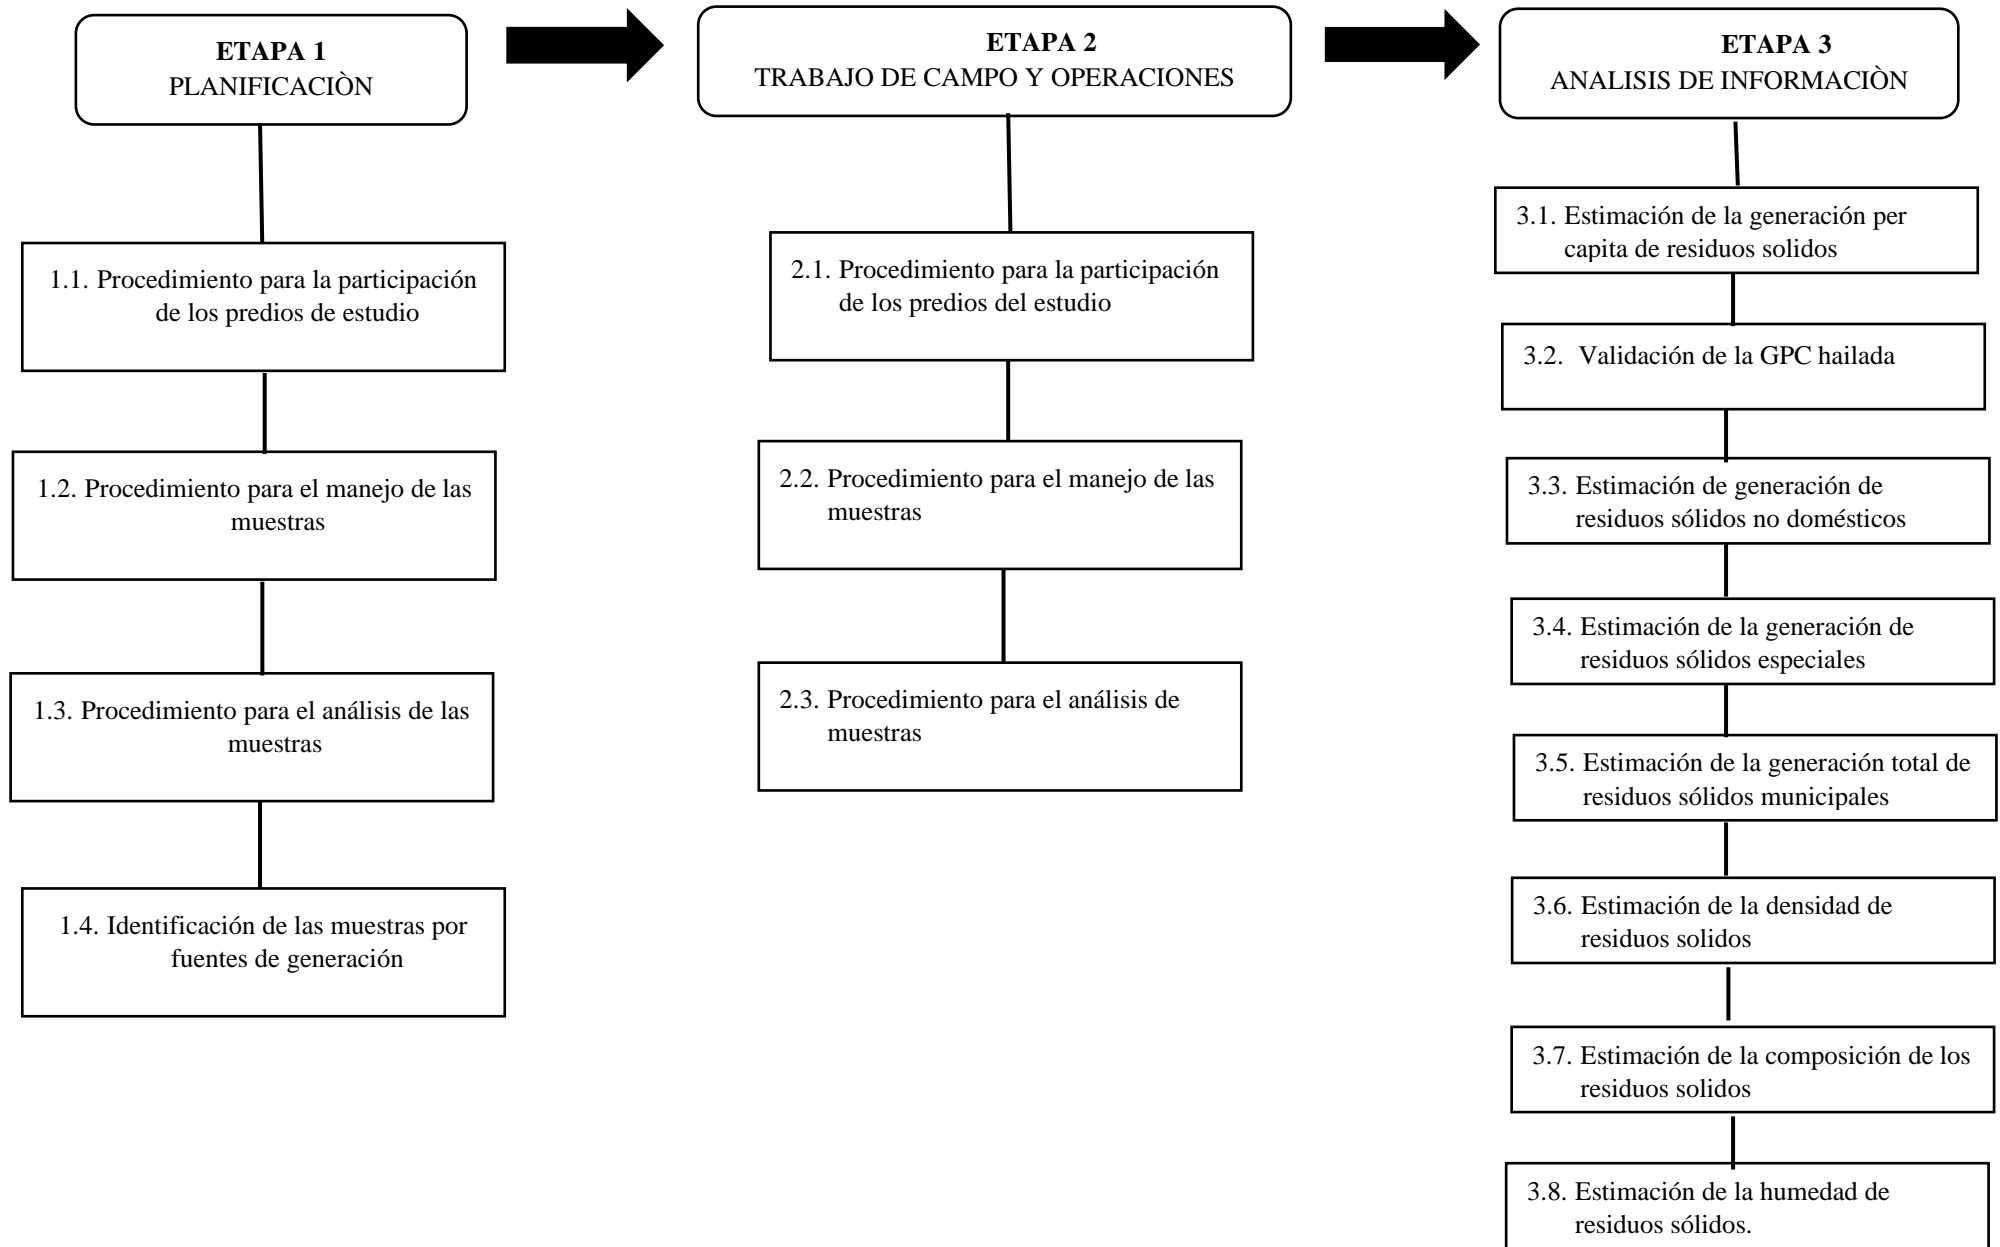 ETAPA 1
PLANIFICACIÒN
1.1. Procedimiento para la participación
de los predios de estudio
1.2. Procedimiento para el manejo de las
muestras
1.3. Procedimiento para el análisis de las
muestras
1.4. Identificación de las muestras por
fuentes de generación
ETAPA 2
TRABAJO DE CAMPO Y OPERACIONES
2.1. Procedimiento para la participación
de los predios del estudio
2.2. Procedimiento para el manejo de las
muestras
2.3. Procedimiento para el análisis de
muestras
ETAPA 3
ANALISIS DE INFORMACIÒN
3.1. Estimación de la generación per
capita de residuos solidos
3.2. Validación de la GPC hailada
3.3. Estimación de generación de
residuos sólidos no domésticos
3.4. Estimación de la generación de
residuos sólidos especiales
3.5. Estimación de la generación total de
residuos sólidos municipales
3.6. Estimación de la densidad de
residuos solidos
3.7. Estimación de la composición de los
residuos solidos
3.8. Estimación de la humedad de
residuos sólidos.